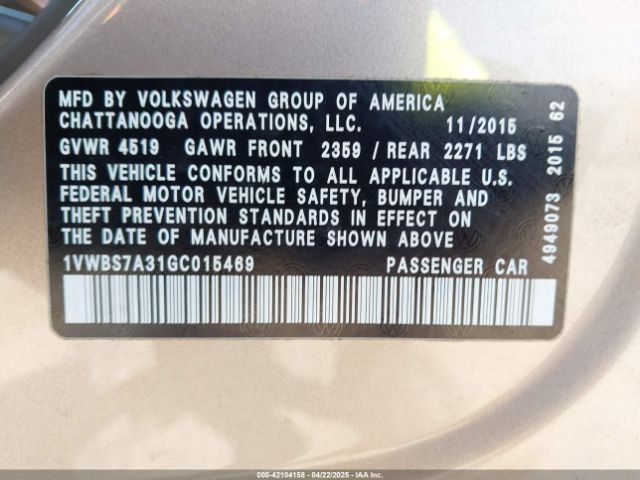 MFD BY VOLKSWAGEN GROUP OF AMERICA
CHATTANOOGA OPERATIONS, LLC. 11/2015
GVWR 4519 GAWR FRONT 2359 / REAR 2271 LBS
THIS VEHICLE CONFORMS TO ALL APPLICABLE U.S.
FEDERAL MOTOR VEHICLE SAFETY, BUMPER AND
THEFT PREVENTION STANDARDS IN EFFECT ON
THE DATE OF MANUFACTURE SHOWN ABOVE
1VWBS7A31GC015469 PASSENGER CAR
4949073 2015 62
000-42104158 - 04/22/2025 - IAA Inc.